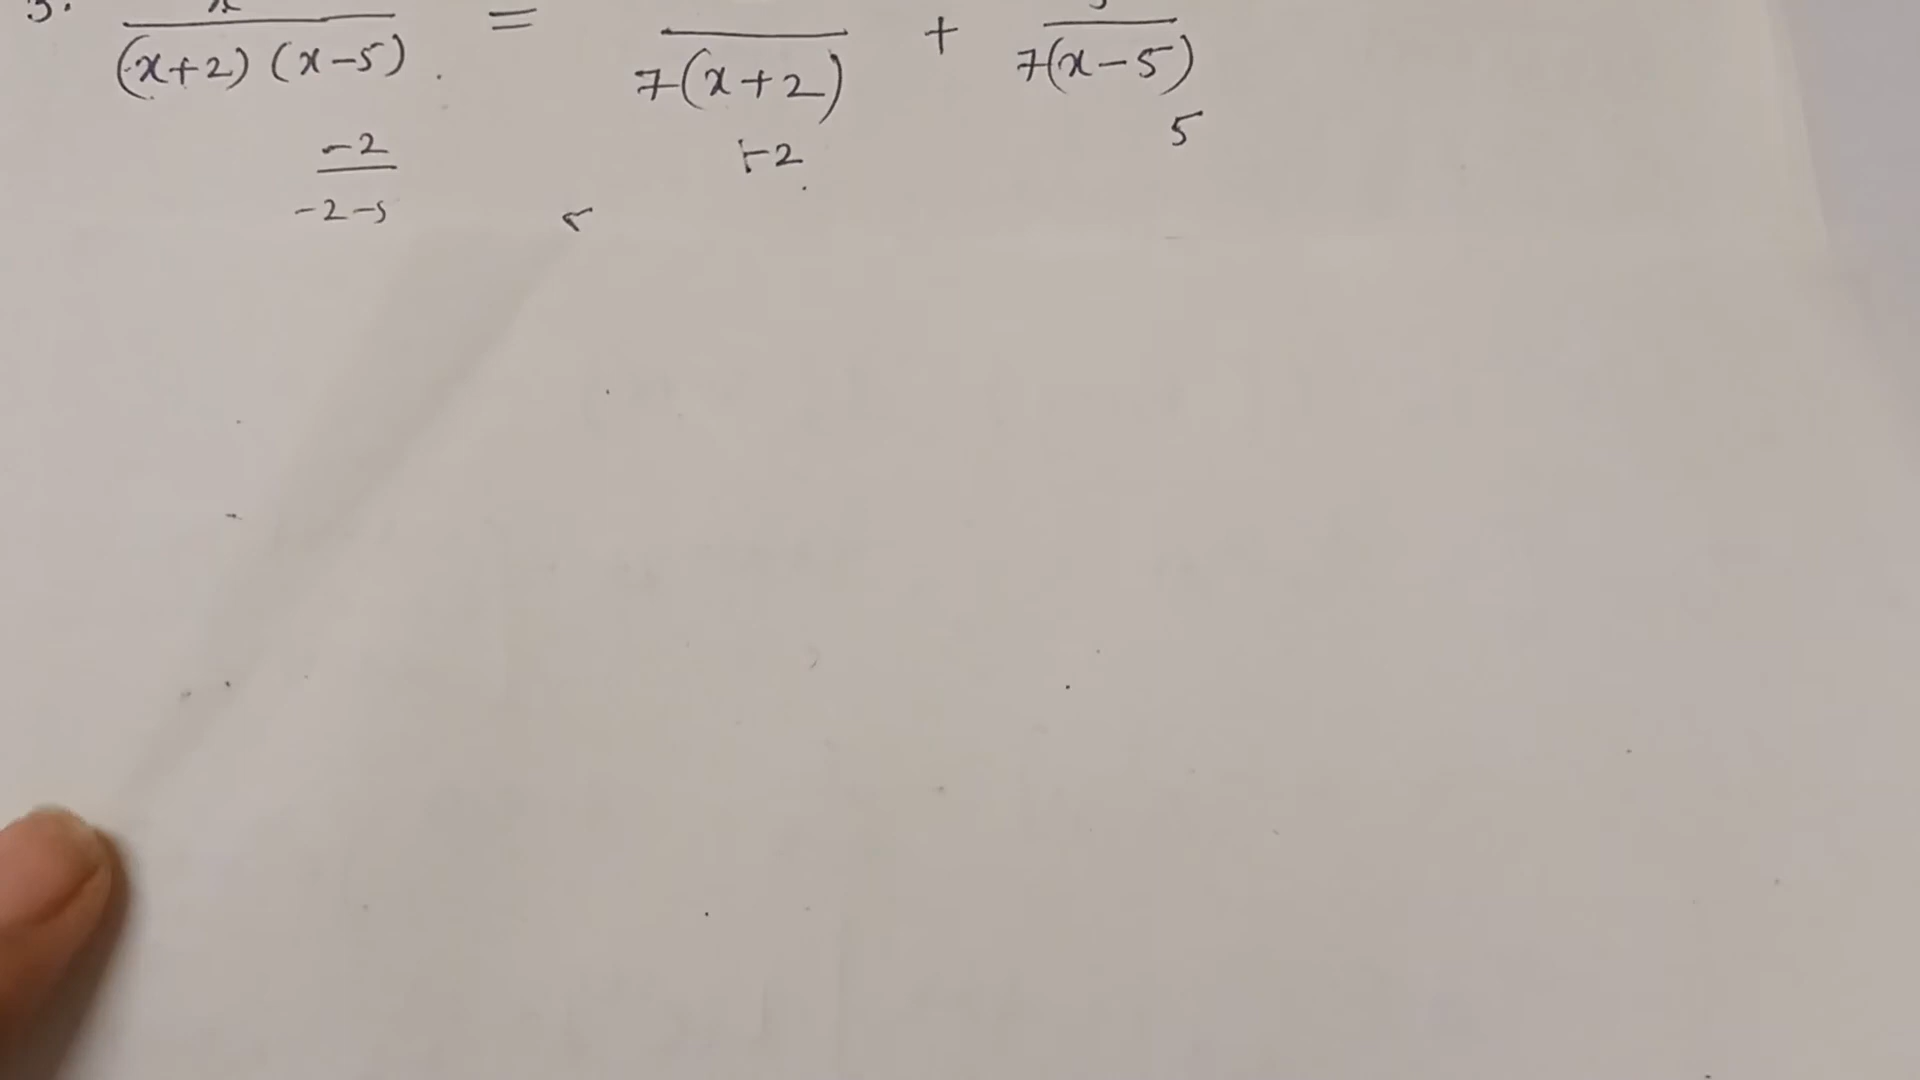 (x+2) (x-5) . = 7(x+2) + 7(x-5)
-2 5
-2
-2-5